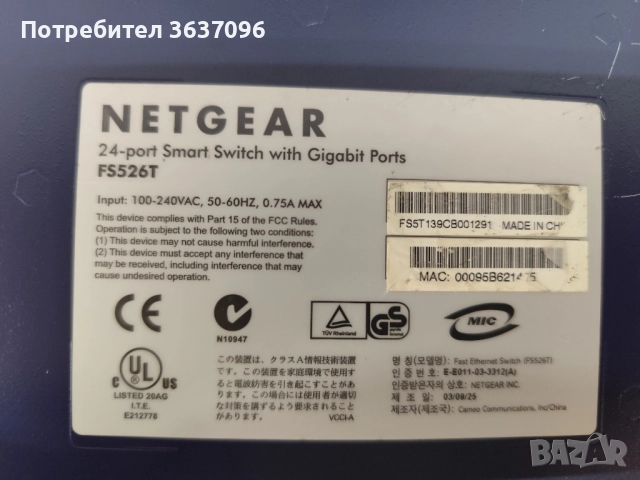 Потребител 3637096
NETGEAR
24-port Smart Switch with Gigabit Ports
FS526T
Input: 100-240VAC, 50-60HZ, 0.75A MAX
This device complies with Part 15 of the FCC Rules.
Operation is subject to the following two conditions:
(1) This device may not cause harmful interference.
(2) This device must accept any interference that
may be received, including interference that may
cause undesired operation.
FS5T139CB001291 MADE IN
MAC:
CE
N10947
TÜV Rheinland
GS
MIC
C UL US
LISTED 26AG
I.T.E.
E212778
この装置は、クラスA情報技術装置
です。この装置を家庭環境で使用す
ると電波妨害を引き起こすことがあ
ります。この場合には使用者が適切
な対策を講ずるよう要求されること
があります。 VCCI-A
명 칭(모델명): Fast Ethernet Switch (FS526T)
인 증 번 호: E-E011-03-3312(A)
인증받은자의 상호: NETGEAR INC.
제 조 일: 03/09/25
제조자(제조국): Cameo Communications, Inc/China
bazar